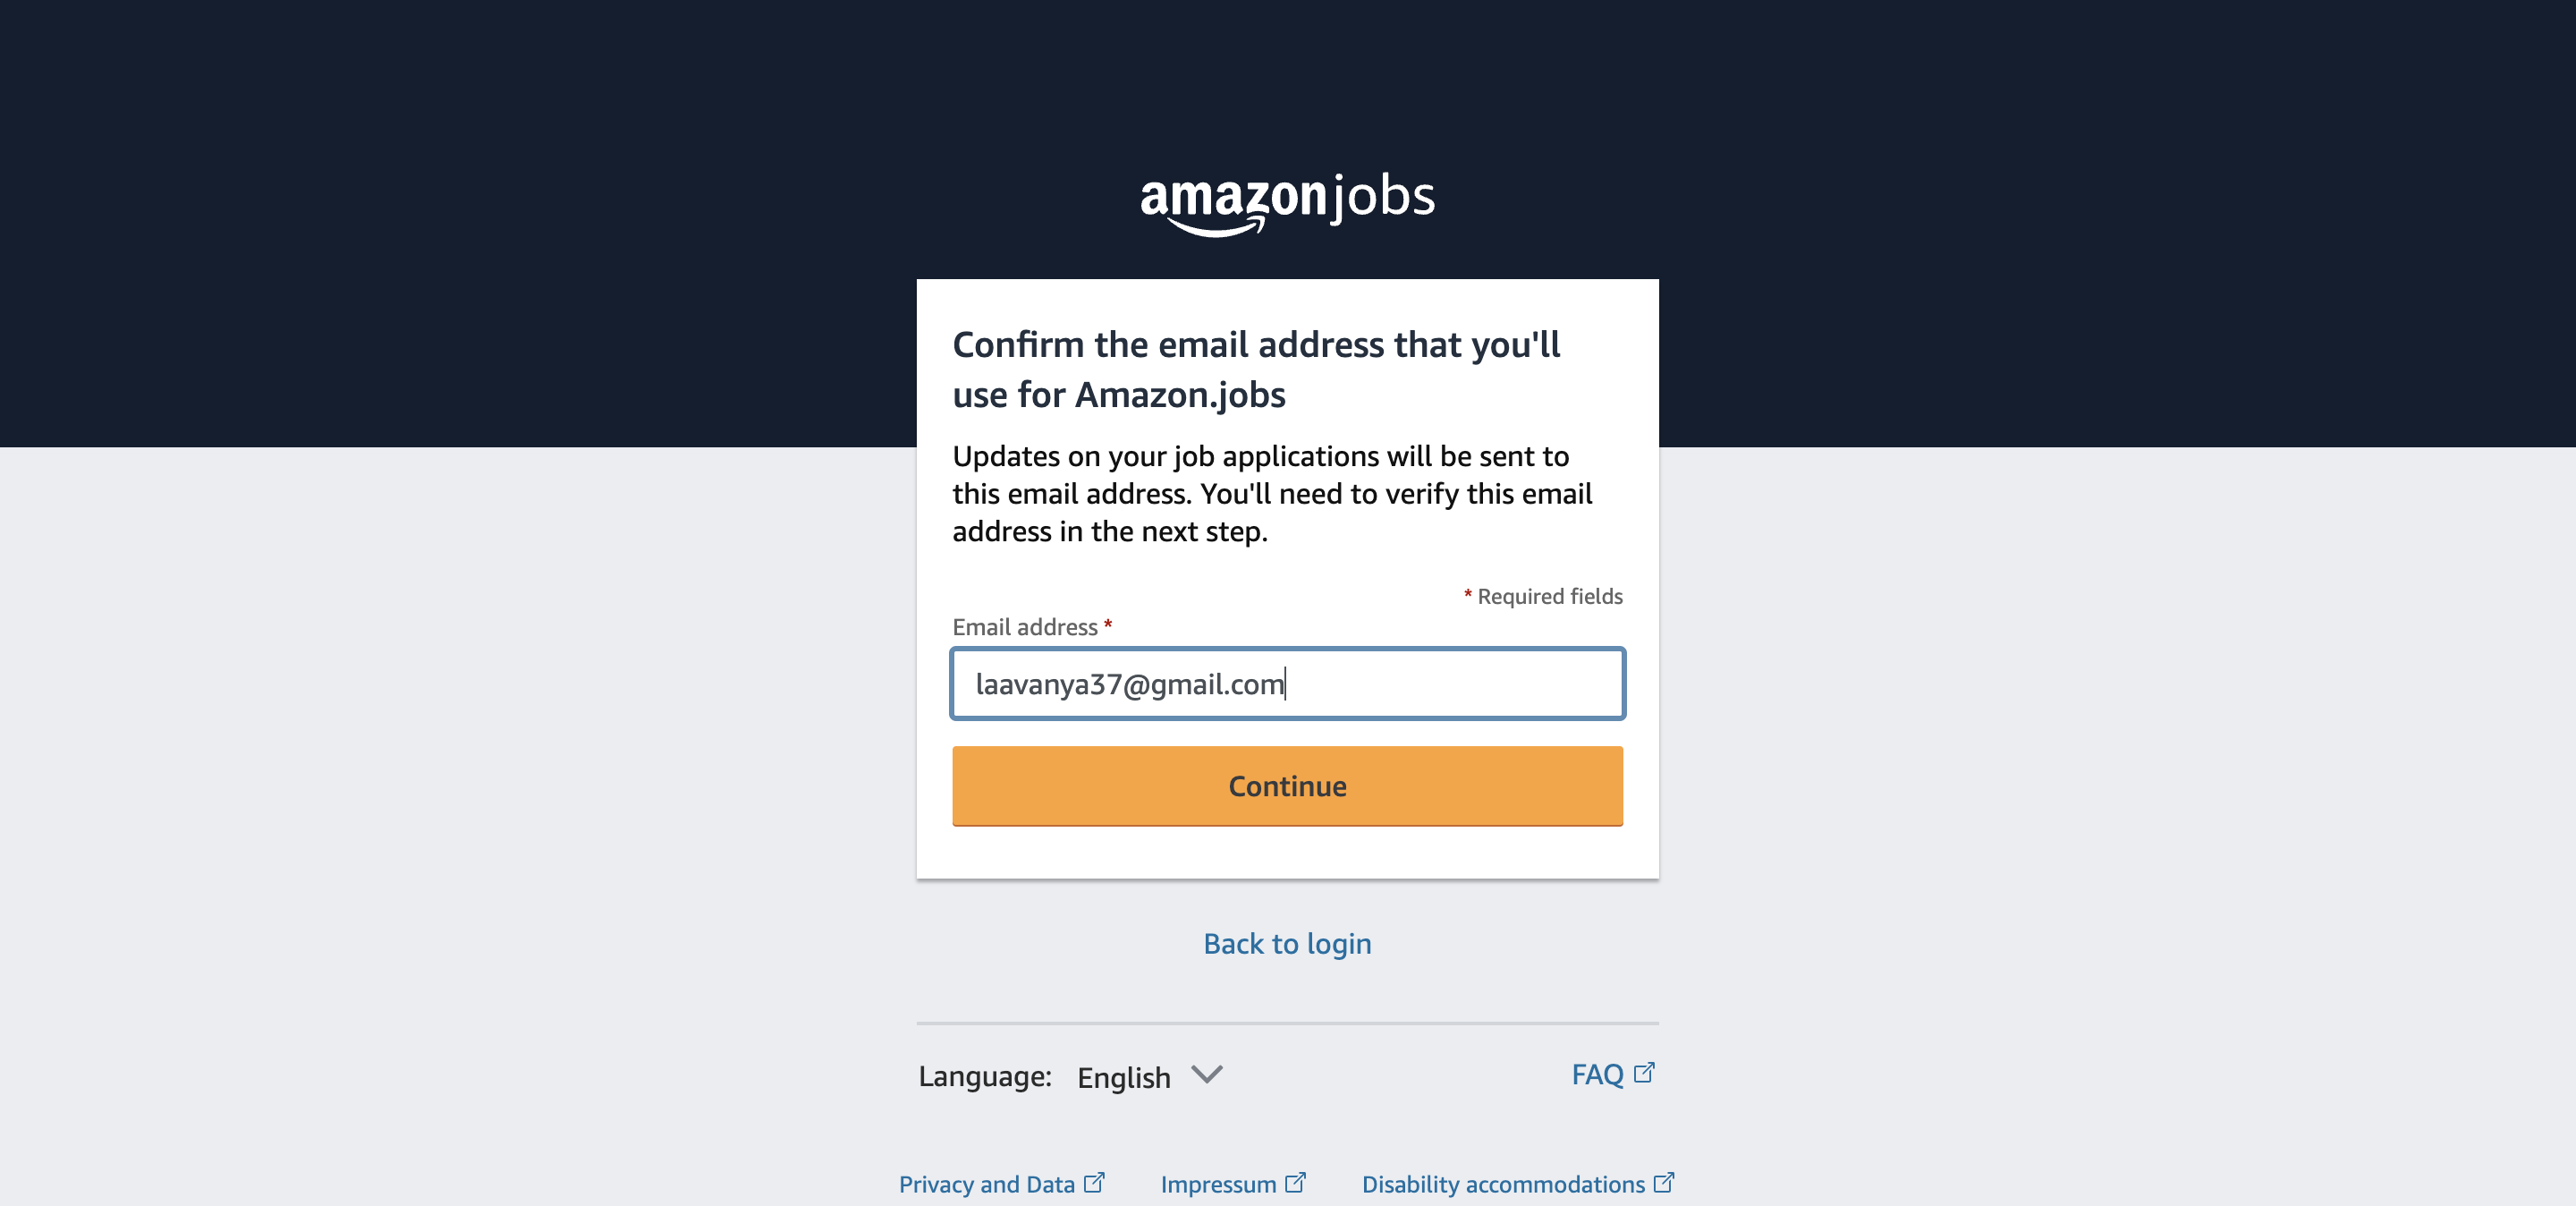 amazonjobs
Confirm the email address that you'll
use for Amazon.jobs
Updates on your job applications will be sent to
this email address. You'll need to verify this email
address in the next step.
* Required fields
Email address *
laavanya37@gmail.com
Continue
Back to login
Language: English
FAQ
Privacy and Data Impressum Disability accommodations